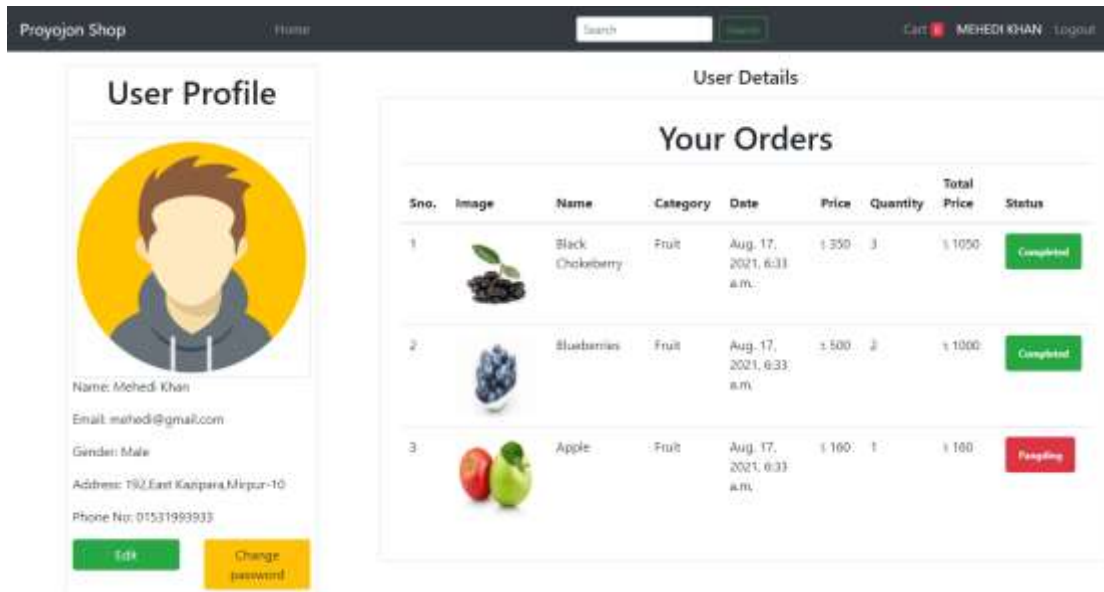 Proyojon Shop
Home
Search
Search
Cart
MEHEDI KHAN
Logout
User Profile
Name: Mehedi Khan
Email: mehedi@gmail.com
Gender: Male
Address: 192,East Kazipara,Mirpur-10
Phone No: 01531993933
Edit
Change
password
User Details
Your Orders
Sno. Image Name Category Date Price Quantity Total Price Status
1 Black Chokeberry Fruit Aug. 17, 2021, 6:33 a.m. ৳ 350 3 ৳ 1050 Completed
2 Blueberries Fruit Aug. 17, 2021, 6:33 a.m. ৳ 500 2 ৳ 1000 Completed
3 Apple Fruit Aug. 17, 2021, 6:33 a.m. ৳ 160 1 ৳ 160 Pangding